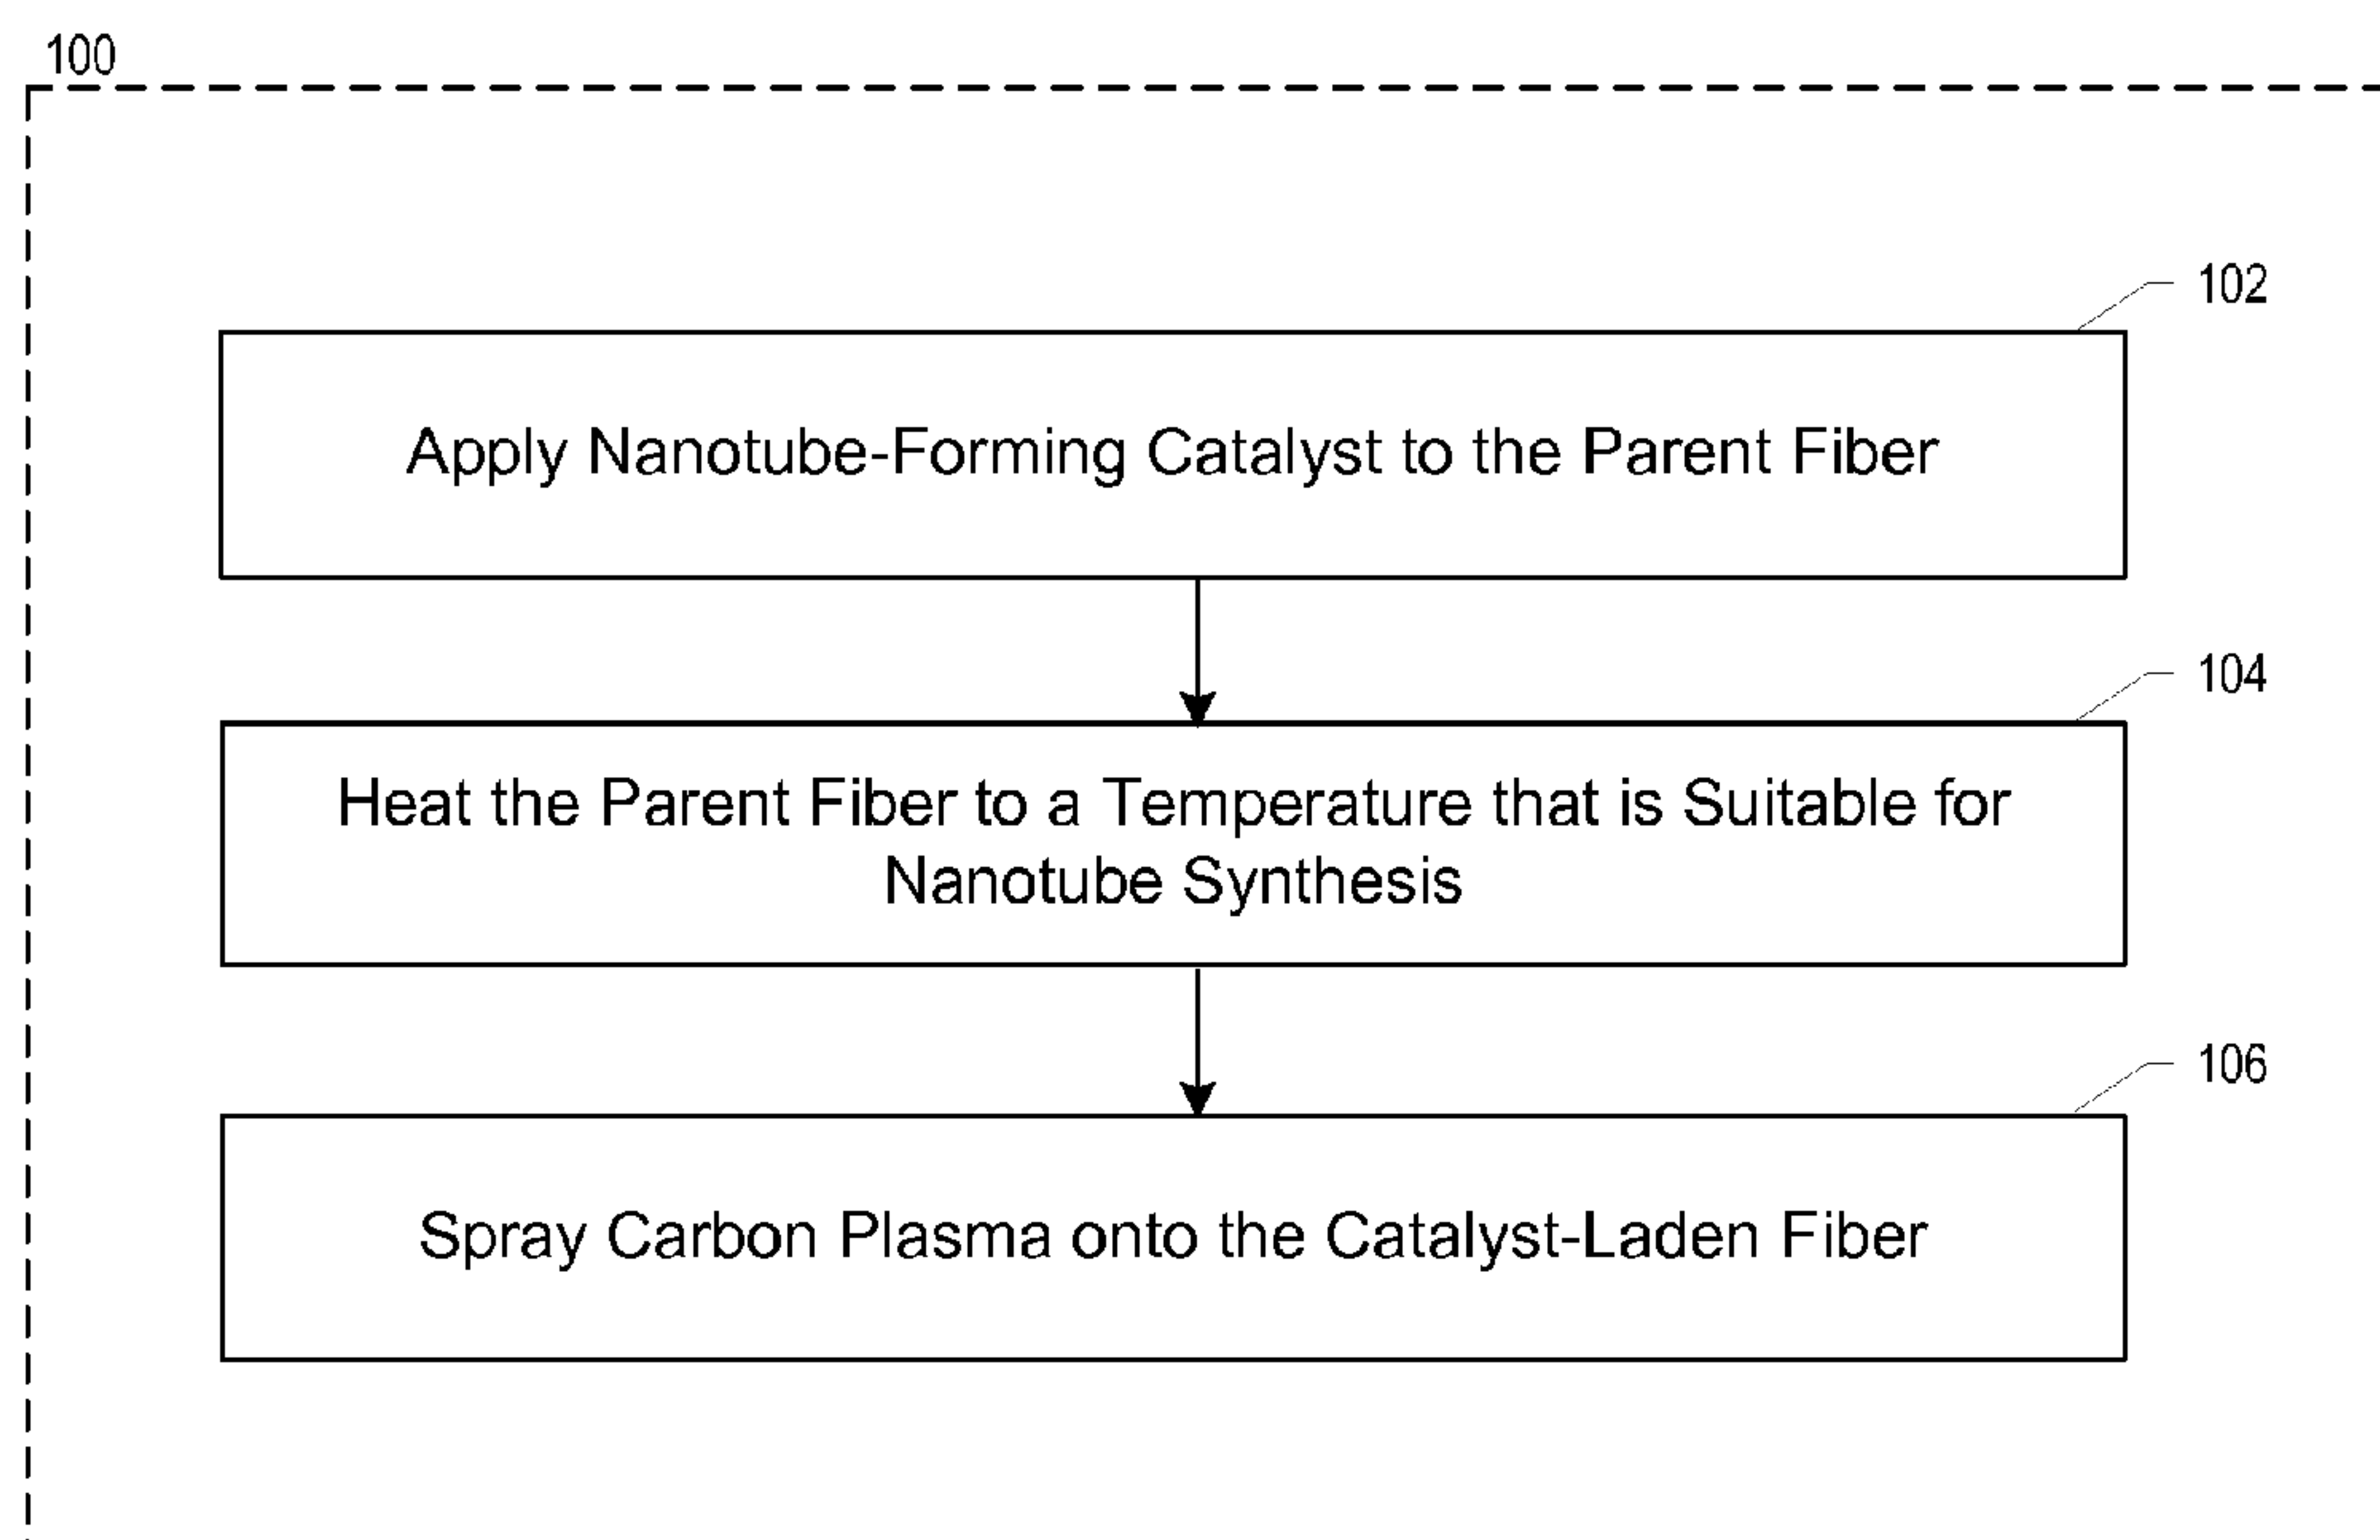 100
102
Apply Nanotube-Forming Catalyst to the Parent Fiber
104
Heat the Parent Fiber to a Temperature that is Suitable for
Nanotube Synthesis
106
Spray Carbon Plasma onto the Catalyst-Laden Fiber